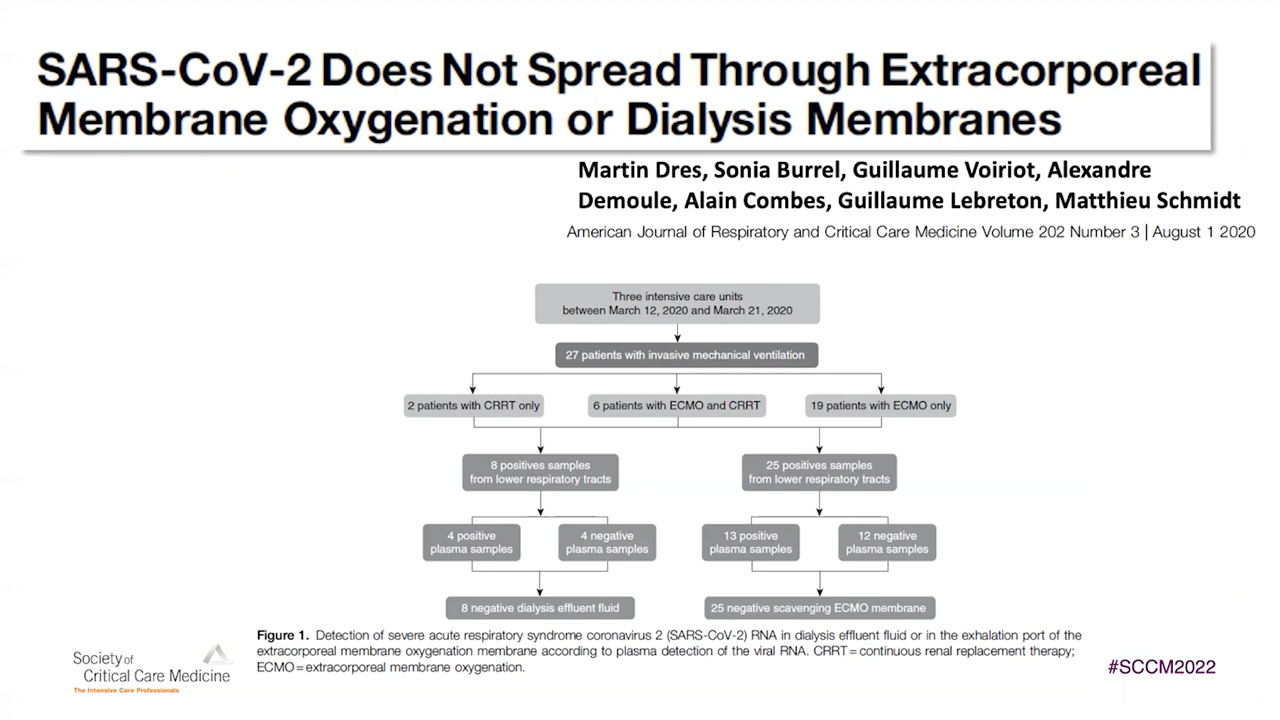 SARS-CoV-2 Does Not Spread Through Extracorporeal
Membrane Oxygenation or Dialysis Membranes
Martin Dres, Sonia Burrel, Guillaume Voiriot, Alexandre
Demoule, Alain Combes, Guillaume Lebreton, Matthieu Schmidt
American Journal of Respiratory and Critical Care Medicine Volume 202 Number 3 | August 1 2020
Three intensive care units
between March 12, 2020 and March 21, 2020
27 patients with invasive mechanical ventilation
2 patients with CRRT only
6 patients with ECMO and CRRT
19 patients with ECMO only
8 positives samples
from lower respiratory tracts
25 positives samples
from lower respiratory tracts
4 positive
plasma samples
4 negative
plasma samples
13 positive
plasma samples
12 negative
plasma samples
8 negative dialysis effluent fluid
25 negative scavenging ECMO membrane
Figure 1. Detection of severe acute respiratory syndrome coronavirus 2 (SARS-CoV-2) RNA in dialysis effluent fluid or in the exhalation port of the
extracorporeal membrane oxygenation membrane according to plasma detection of the viral RNA. CRRT = continuous renal replacement therapy;
ECMO = extracorporeal membrane oxygenation.
Society of
Critical Care Medicine
The Intensive Care Professionals
#SCCM2022